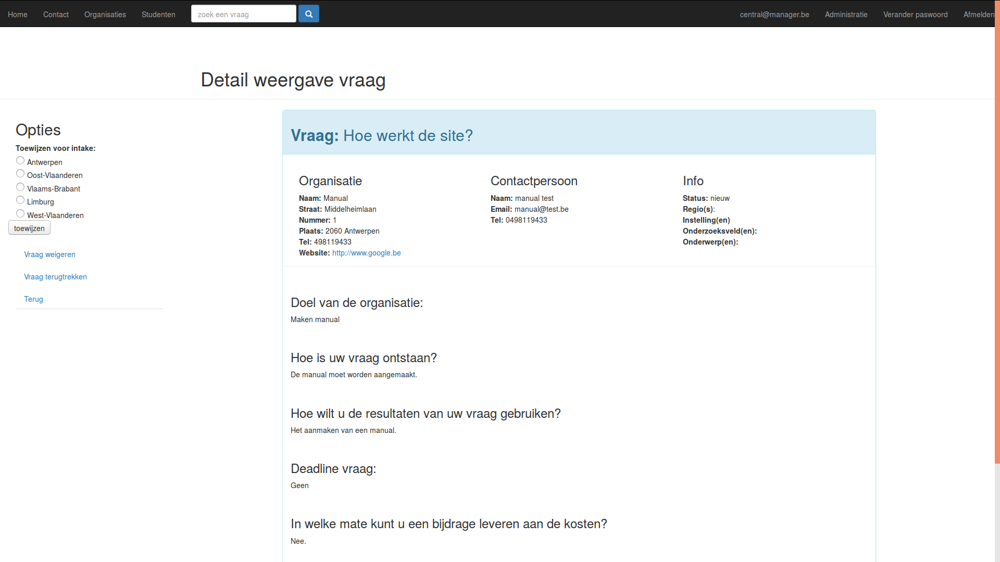 Home Contact Organisaties Studenten zoek een vraag central@manager.be Administratie Verander paswoord Afmelden
Detail weergave vraag
Opties
Toewijzen voor intake:
Antwerpen
Oost-Vlaanderen
Vlaams-Brabant
Limburg
West-Vlaanderen
toewijzen
Vraag weigeren
Vraag terugtrekken
Terug
Vraag: Hoe werkt de site?
Organisatie
Naam: Manual
Straat: Middelheimlaan
Nummer: 1
Plaats: 2060 Antwerpen
Tel: 498119433
Website: http://www.google.be
Contactpersoon
Naam: manual test
Email: manual@test.be
Tel: 0498119433
Info
Status: nieuw
Regio(s):
Instelling(en)
Onderzoeksveld(en):
Onderwerp(en):
Doel van de organisatie:
Maken manual
Hoe is uw vraag ontstaan?
De manual moet worden aangemaakt.
Hoe wilt u de resultaten van uw vraag gebruiken?
Het aanmaken van een manual.
Deadline vraag:
Geen
In welke mate kunt u een bijdrage leveren aan de kosten?
Nee.